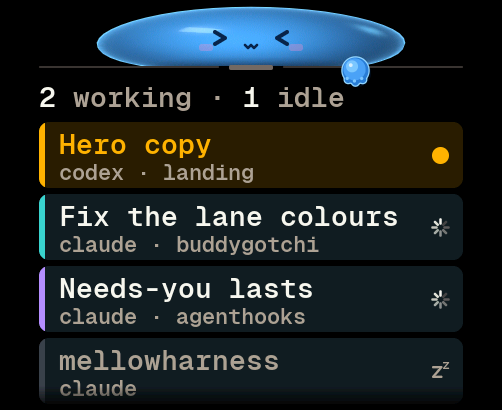 2 working · 1 idle
Hero copy
codex · landing
Fix the lane colours
claude · buddygotchi
Needs-you lasts
claude · agenthooks
mellowharness
zz
claude